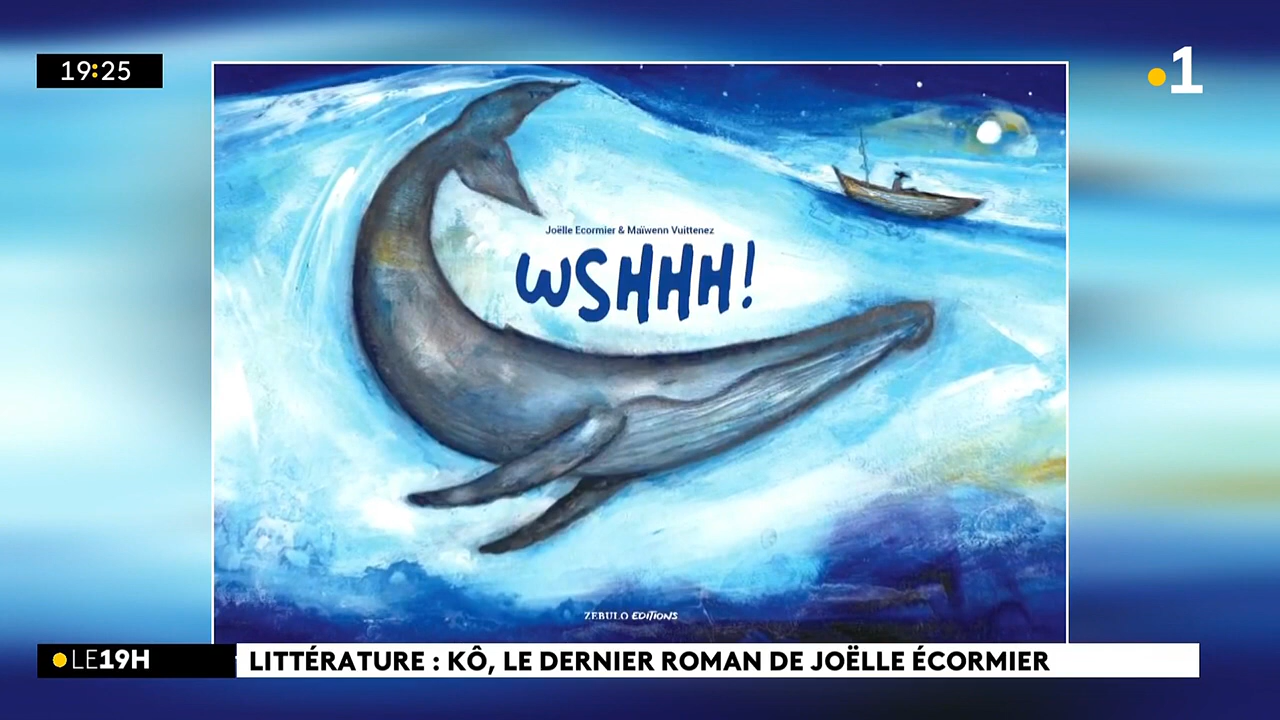 19:25
1
Joëlle Ecormier & Maïwenn Vuittenez
WSHHH!
ZEBULO EDITIONS
LE19H
LITTÉRATURE : KÔ, LE DERNIER ROMAN DE JOËLLE ÉCORMIER